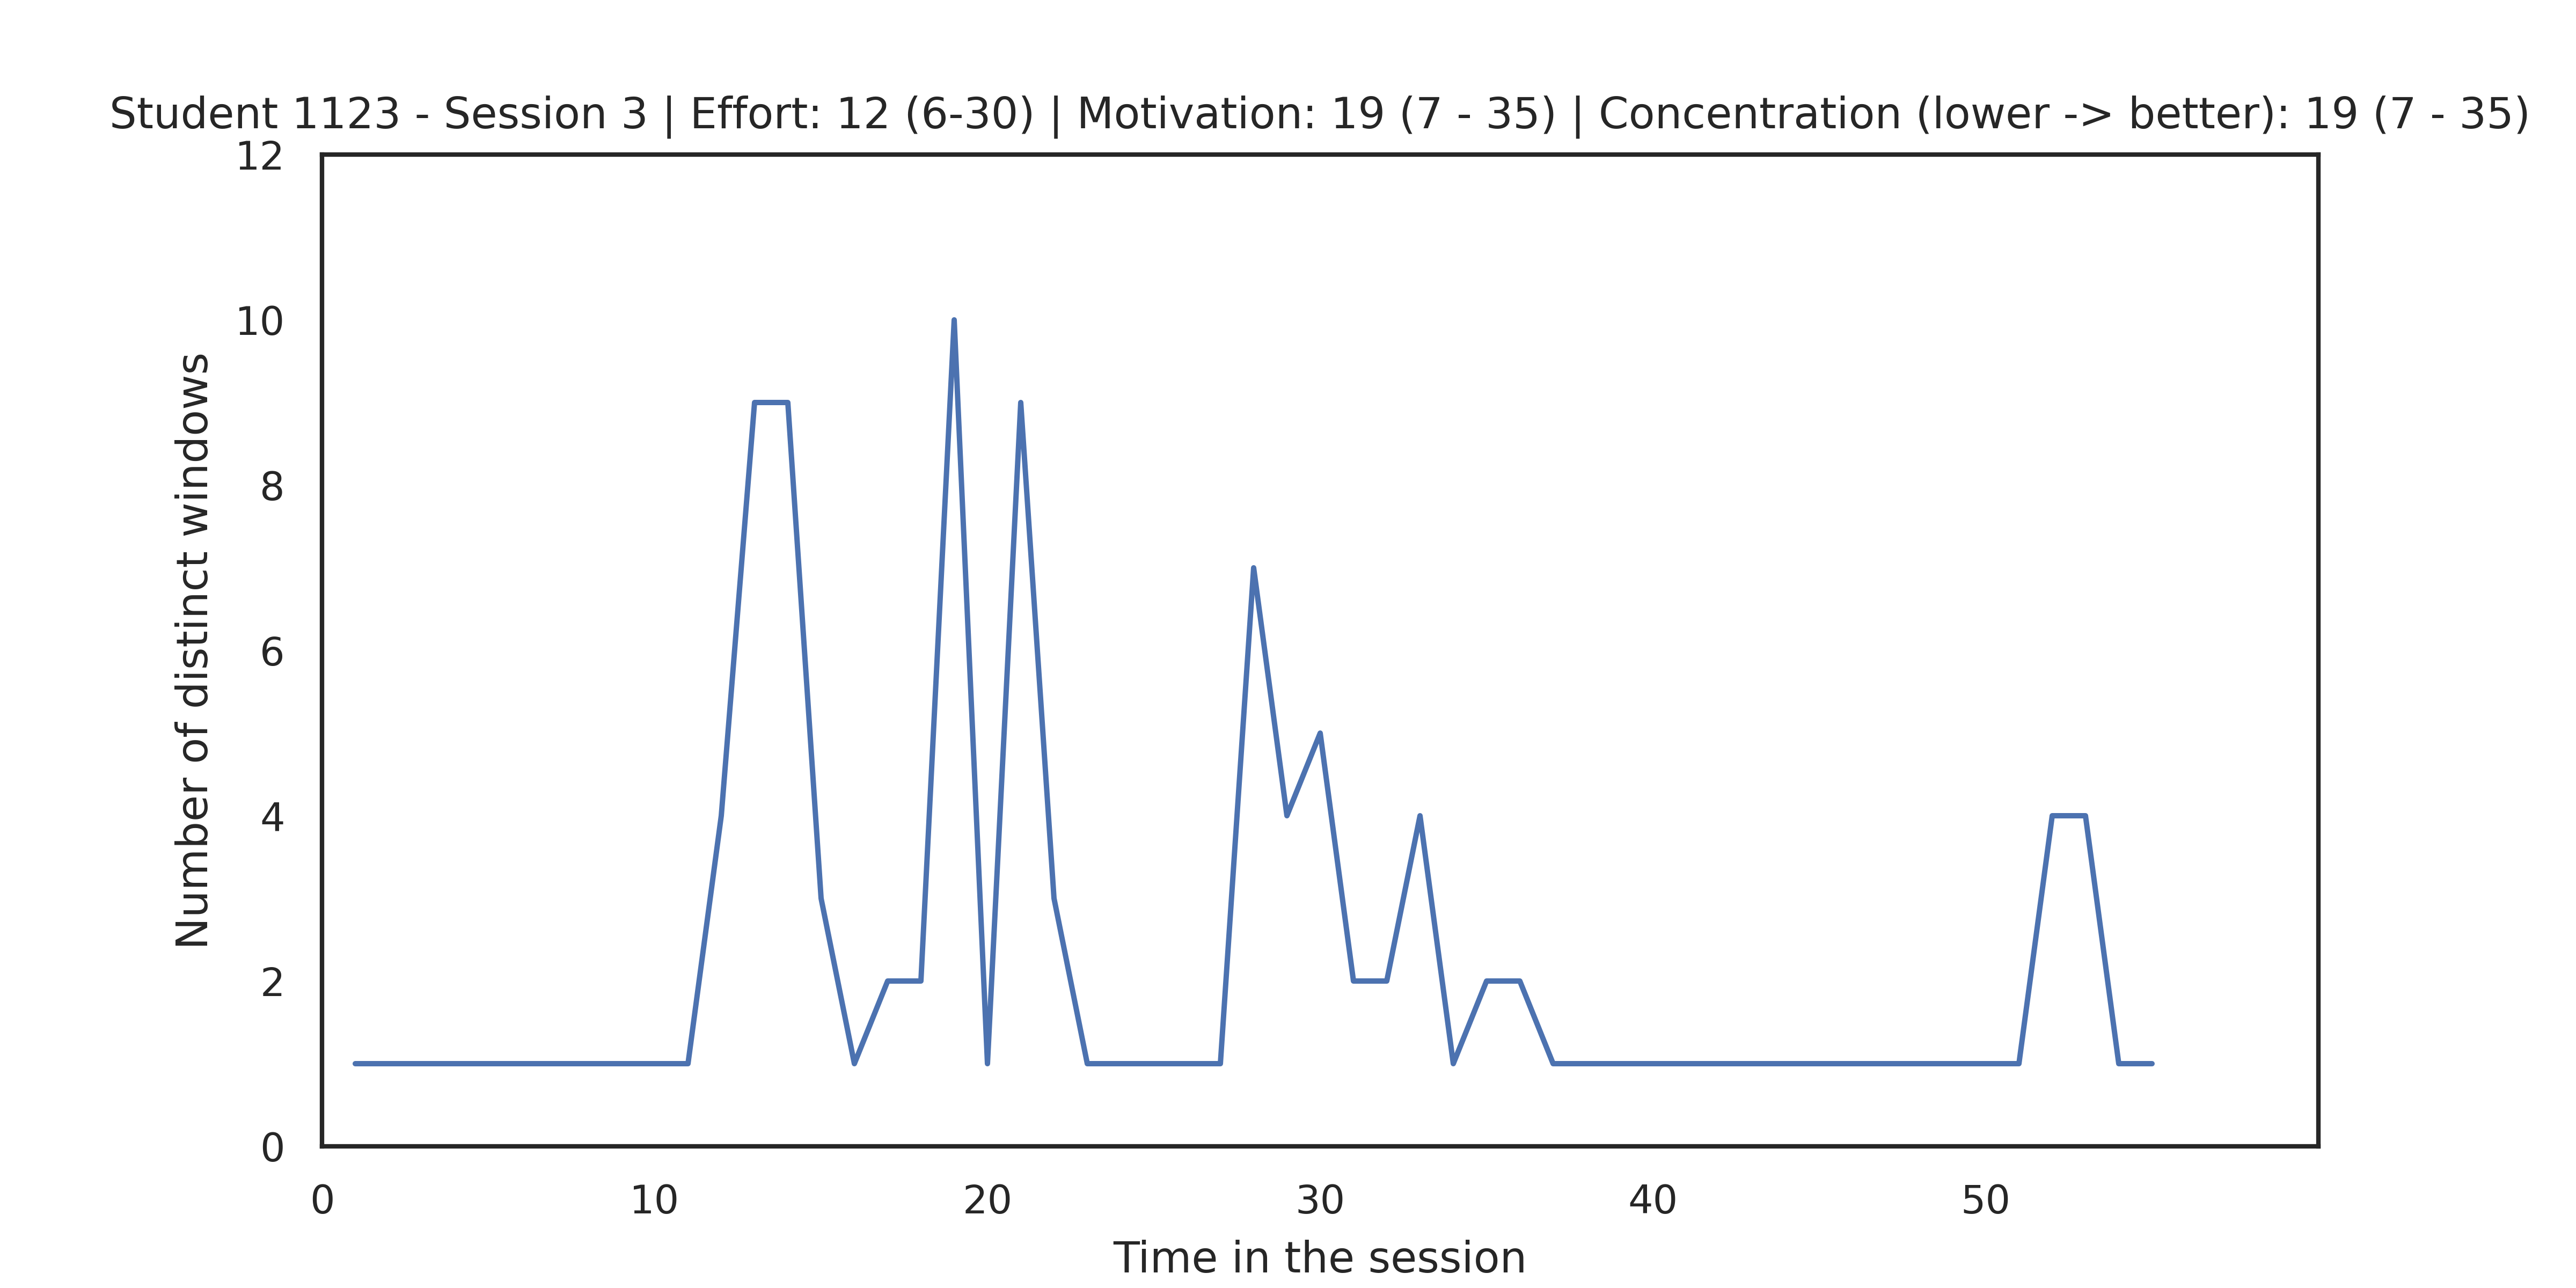 Student 1123 - Session 3 | Effort: 12 (6-30) | Motivation: 19 (7 - 35) | Concentration (lower -> better): 19 (7 - 35)
12
10
8
6
4
2
0
Number of distinct windows
0 10 20 30 40 50
Time in the session